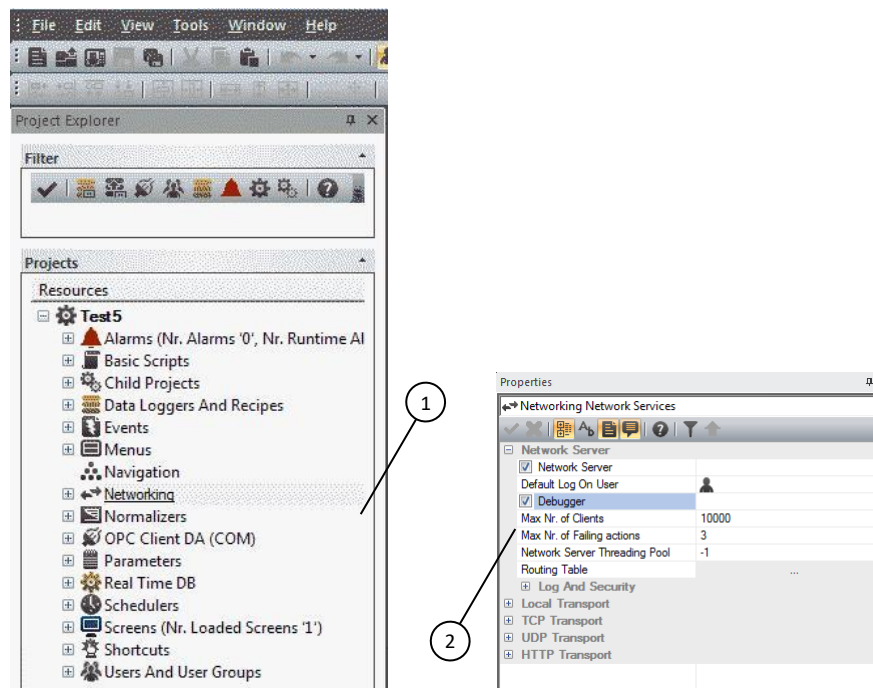 File Edit View Tools Window Help
Project Explorer
Filter
Projects
Resources
Test5
Alarms (Nr. Alarms '0', Nr. Runtime Al
Basic Scripts
Child Projects
Data Loggers And Recipes
Events
Menus
Navigation
Networking
Normalizers
OPC Client DA (COM)
Parameters
Real Time DB
Schedulers
Screens (Nr. Loaded Screens '1')
Shortcuts
Users And User Groups
1
Properties
Networking Network Services
Network Server
Network Server
Default Log On User
Debugger
Max Nr. of Clients 10000
Max Nr. of Failing actions 3
Network Server Threading Pool -1
Routing Table ...
Log And Security
Local Transport
TCP Transport
UDP Transport
HTTP Transport
2